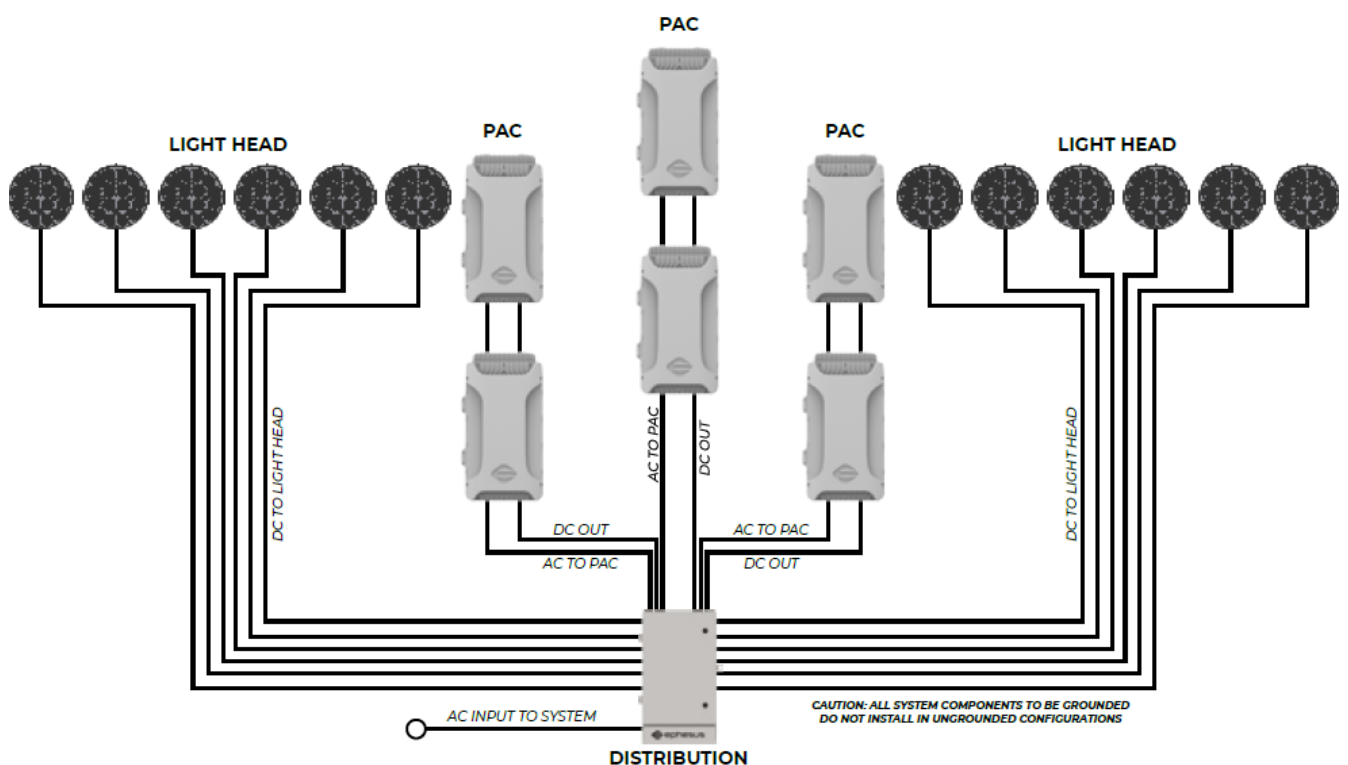 PAC
PAC
PAC
LIGHT HEAD
LIGHT HEAD
DC TO LIGHT HEAD
AC TO PAC
DC OUT
DC TO LIGHT HEAD
DC OUT
AC TO PAC
AC TO PAC
DC OUT
CAUTION: ALL SYSTEM COMPONENTS TO BE GROUNDED
DO NOT INSTALL IN UNGROUNDED CONFIGURATIONS
AC INPUT TO SYSTEM
ephesus
DISTRIBUTION